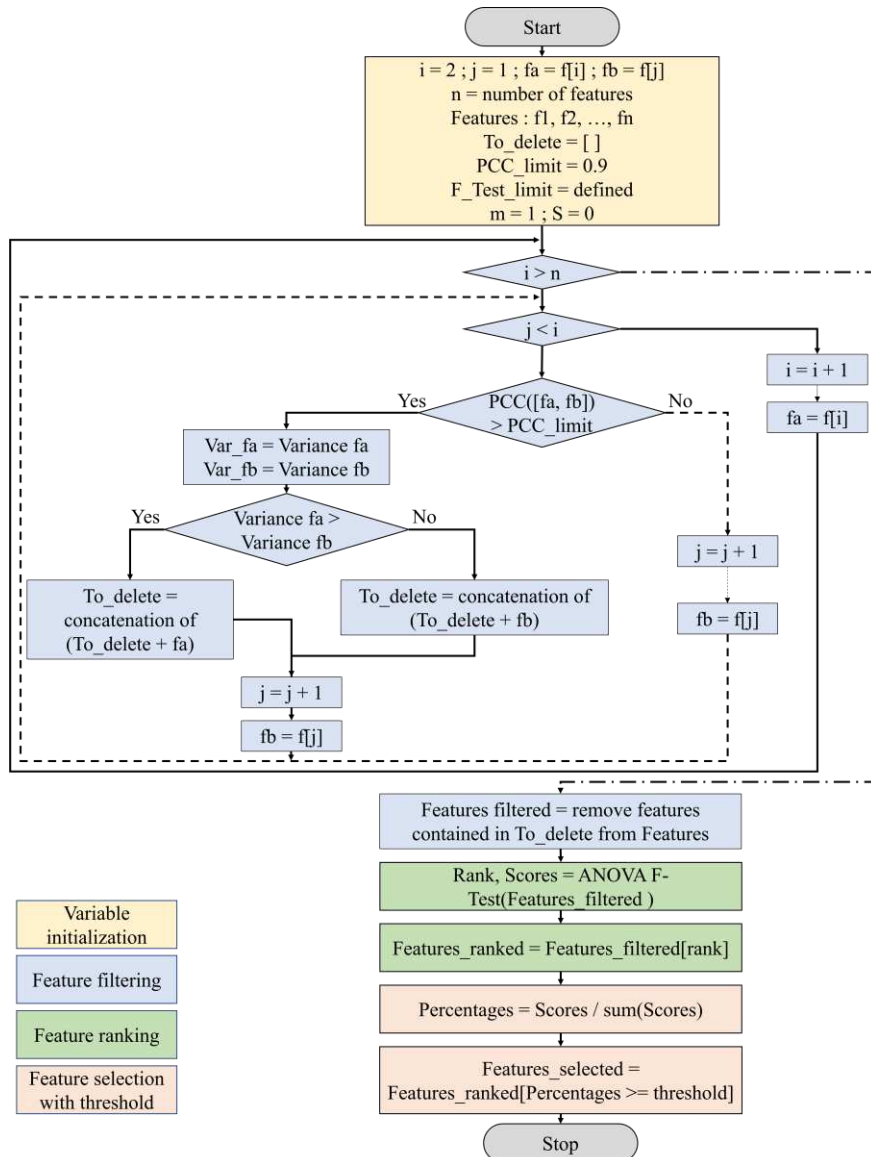 Start
i = 2 ; j = 1 ; fa = f[i] ; fb = f[j]
n = number of features
Features : f1, f2, …, fn
To_delete = [ ]
PCC_limit = 0.9
F_Test_limit = defined
m = 1 ; S = 0
i > n
j < i
i = i + 1
fa = f[i]
Yes
PCC([fa, fb])
> PCC_limit
No
Var_fa = Variance fa
Var_fb = Variance fb
Yes
Variance fa >
Variance fb
No
j = j + 1
fb = f[j]
To_delete =
concatenation of
(To_delete + fa)
To_delete = concatenation of
(To_delete + fb)
j = j + 1
fb = f[j]
Features filtered = remove features
contained in To_delete from Features
Rank, Scores = ANOVA F-
Test(Features_filtered )
Features_ranked = Features_filtered[rank]
Percentages = Scores / sum(Scores)
Features_selected =
Features_ranked[Percentages >= threshold]
Stop
Variable
initialization
Feature filtering
Feature ranking
Feature selection
with threshold